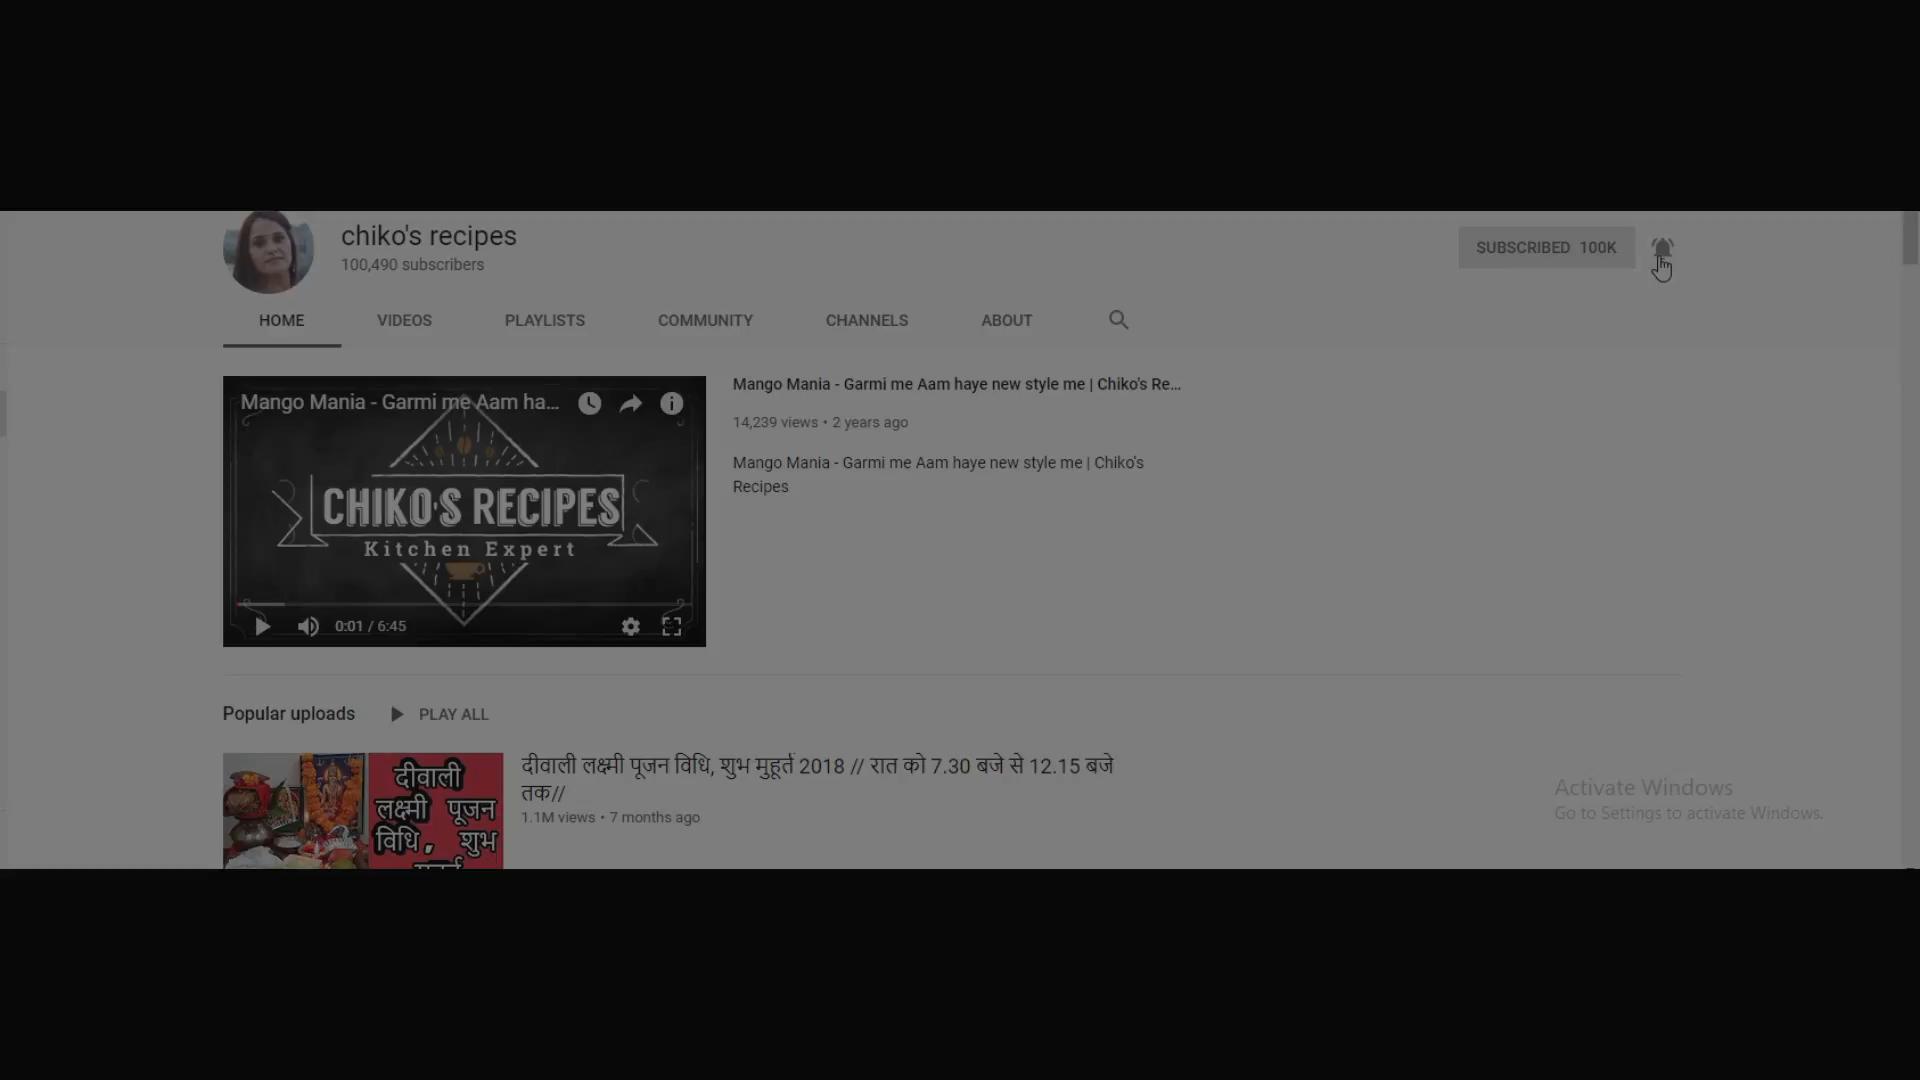 chiko's recipes
100,490 subscribers
SUBSCRIBED 100K
HOME VIDEOS PLAYLISTS COMMUNITY CHANNELS ABOUT
Mango Mania - Garmi me Aam ha...
CHIKO'S RECIPES
Kitchen Expert
0:01 / 6:45
Mango Mania - Garmi me Aam haye new style me | Chiko's Re...
14,239 views • 2 years ago
Mango Mania - Garmi me Aam haye new style me | Chiko's
Recipes
Popular uploads PLAY ALL
दीवाली
लक्ष्मी पूजन
विधि, शुभ
दीवाली लक्ष्मी पूजन विधि, शुभ मुहूर्त 2018 // रात को 7.30 बजे से 12.15 बजे
तक//
1.1M views • 7 months ago
Activate Windows
Go to Settings to activate Windows.